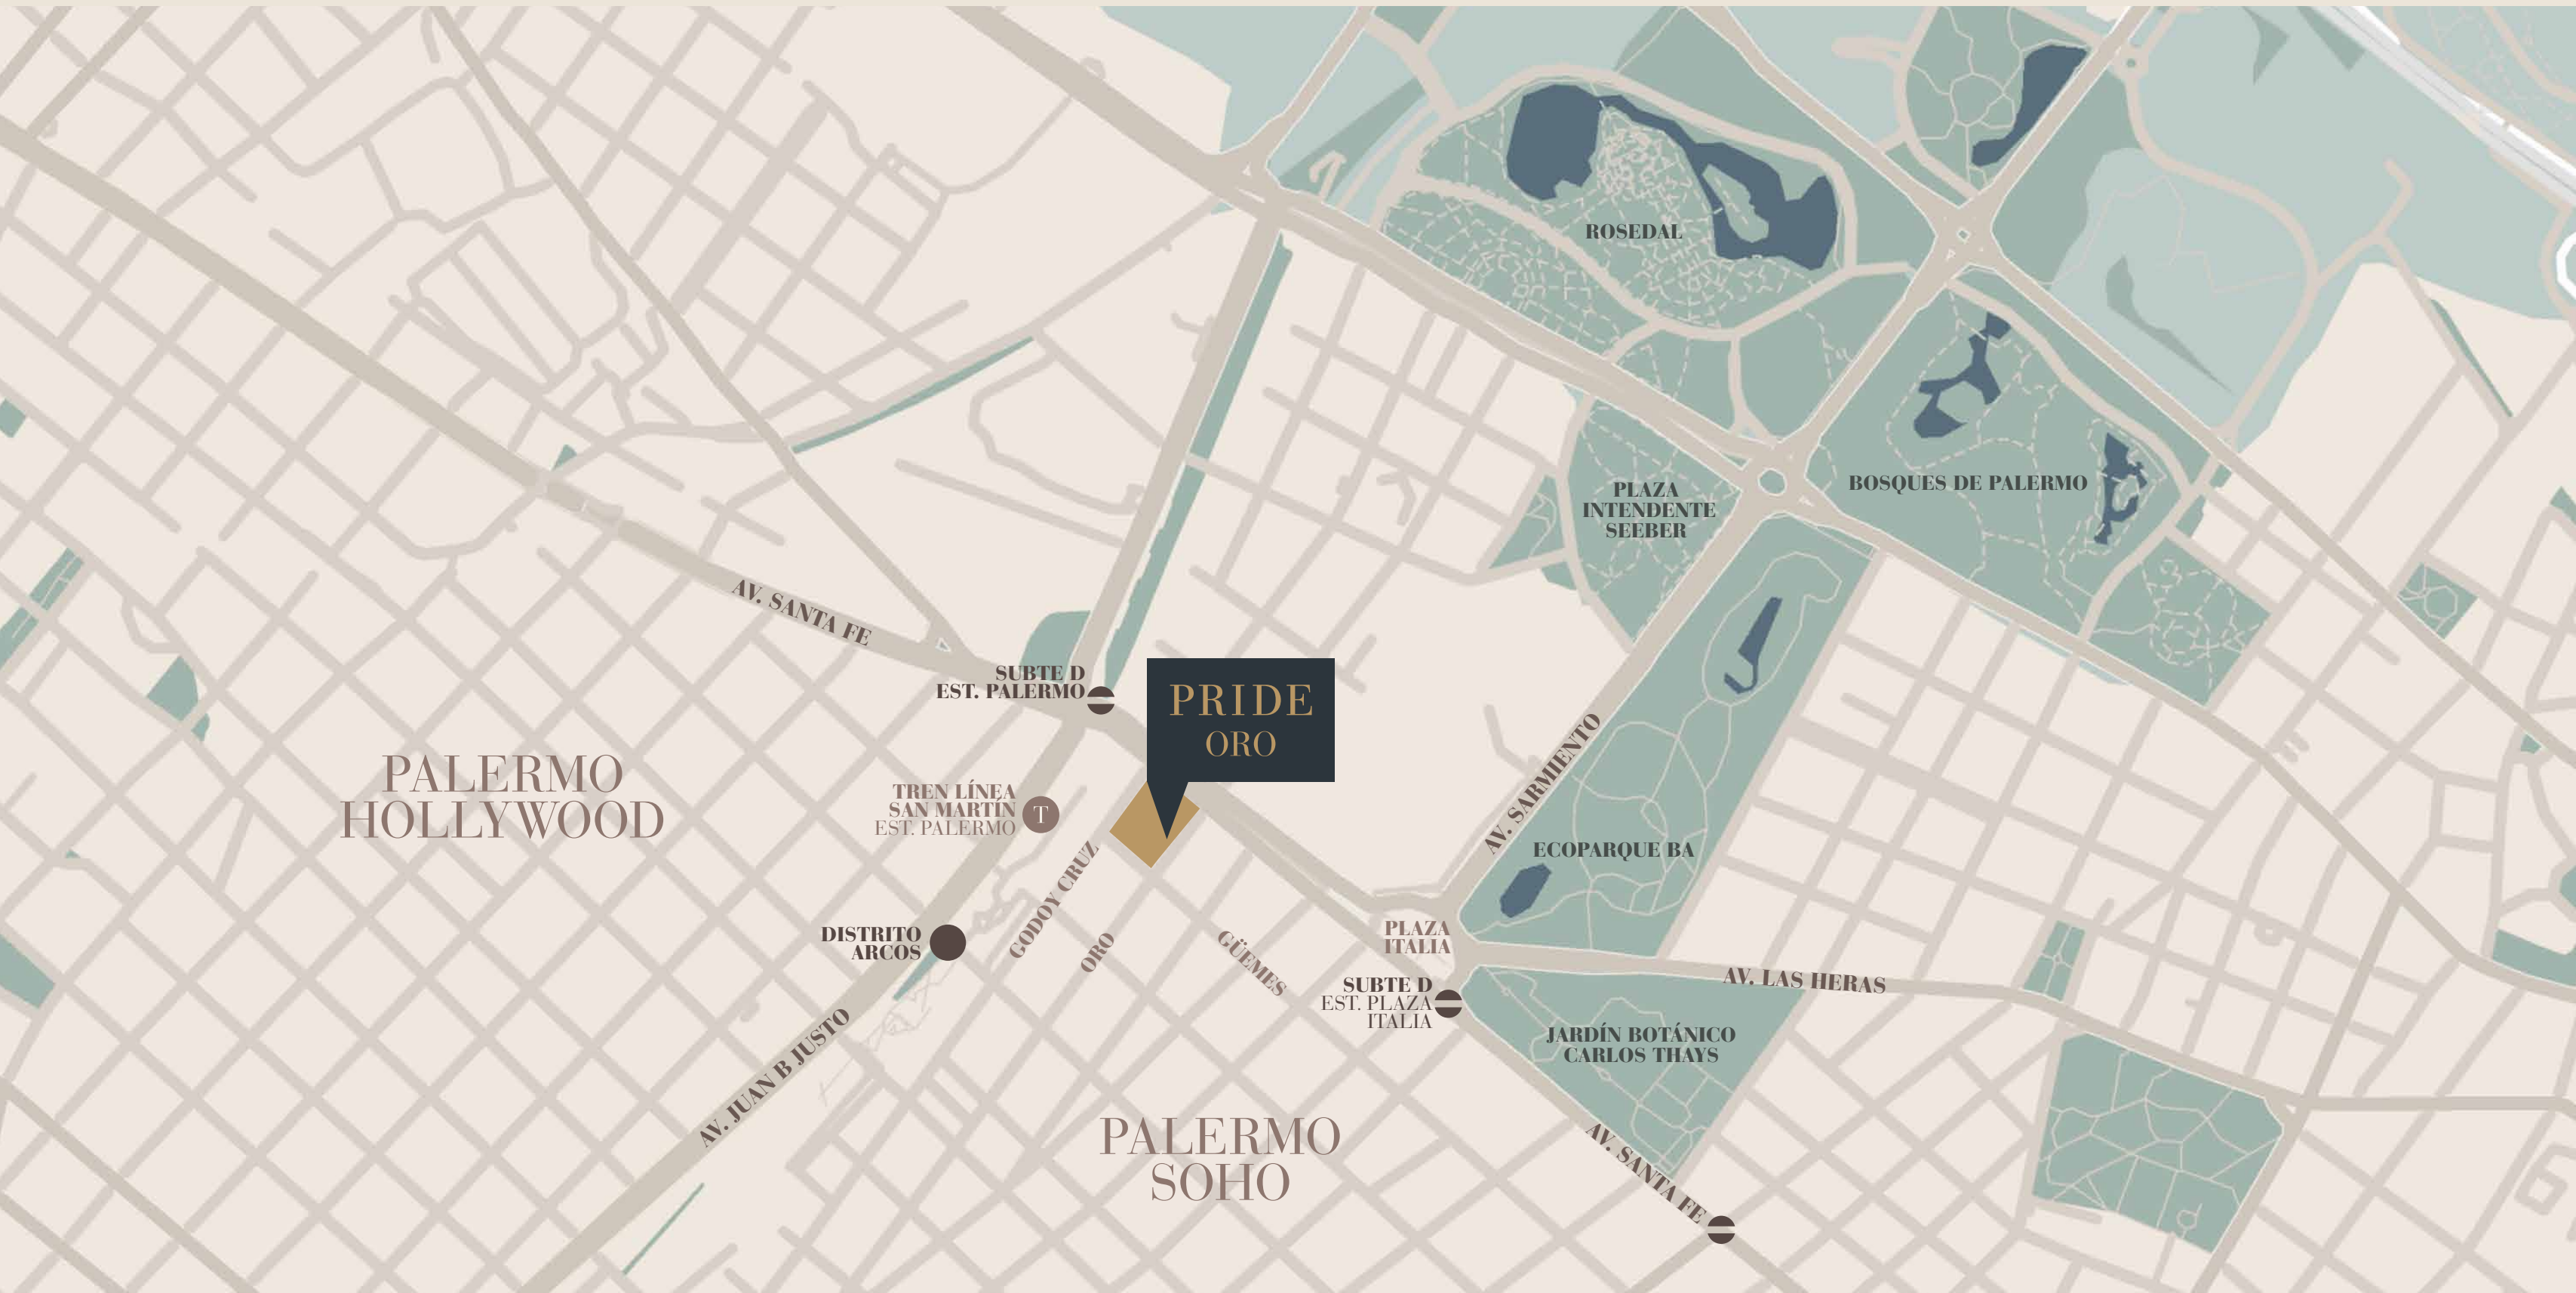 ROSEDAL
PLAZA
INTENDENTE
SEEBER
BOSQUES DE PALERMO
AV. SANTA FE
SUBTE D
EST. PALERMO
PRIDE
ORO
PALERMO
HOLLYWOOD
TREN LÍNEA
SAN MARTÍN
EST. PALERMO
T
AV. SARMIENTO
ECOPARQUE BA
GODOY CRUZ
ORO
GÜEMES
DISTRITO
ARCOS
PLAZA
ITALIA
SUBTE D
EST. PLAZA
ITALIA
AV. LAS HERAS
JARDÍN BOTÁNICO
CARLOS THAYS
AV. JUAN B JUSTO
PALERMO
SOHO
AV. SANTA FE